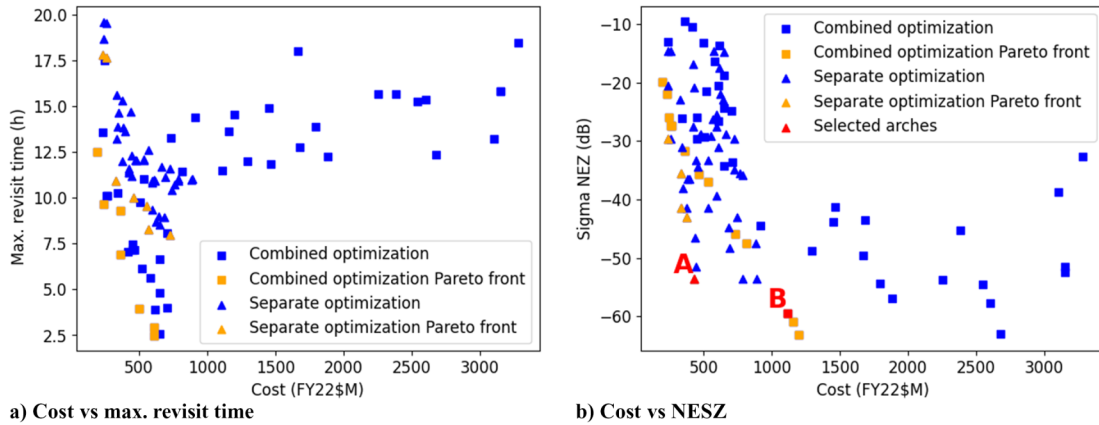 20.0
17.5
15.0
12.5
10.0
7.5
5.0
2.5
Max. revisit time (h)
500 1000 1500 2000 2500 3000
Cost (FY22$M)
Combined optimization
Combined optimization Pareto front
Separate optimization
Separate optimization Pareto front
a) Cost vs max. revisit time
−10
−20
−30
−40
−50
−60
Sigma NEZ (dB)
500 1000 1500 2000 2500 3000
Cost (FY22$M)
Combined optimization
Combined optimization Pareto front
Separate optimization
Separate optimization Pareto front
Selected arches
A
B
b) Cost vs NESZ